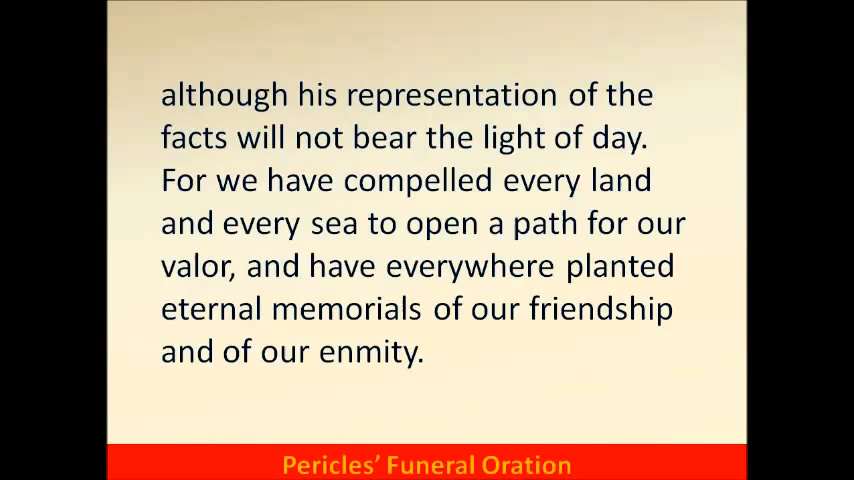 although his representation of the
facts will not bear the light of day.
For we have compelled every land
and every sea to open a path for our
valor, and have everywhere planted
eternal memorials of our friendship
and of our enmity.
Pericles’ Funeral Oration